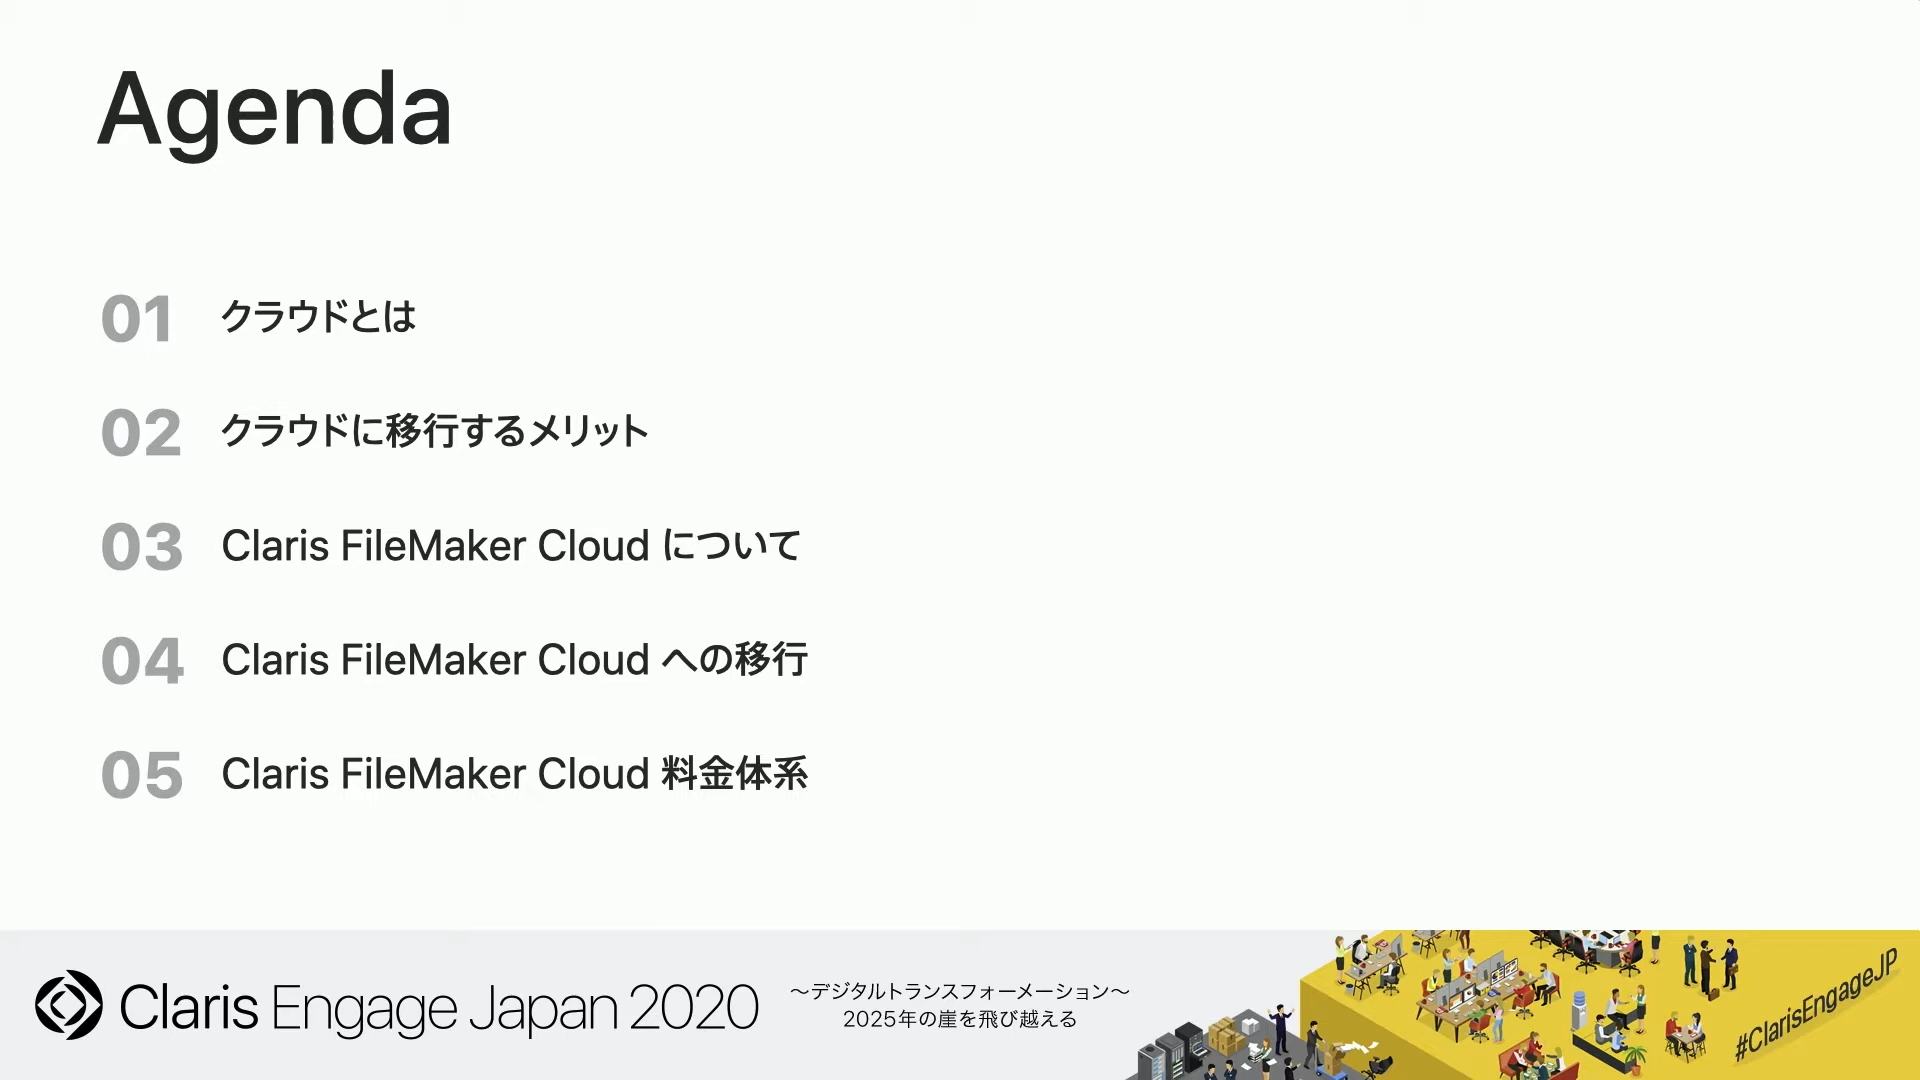 Agenda
01 クラウドとは
02 クラウドに移行するメリット
03 Claris FileMaker Cloud について
04 Claris FileMaker Cloud への移行
05 Claris FileMaker Cloud 料金体系
Claris Engage Japan 2020
〜デジタルトランスフォーメーション〜
2025年の崖を飛び越える
#ClarisEngageJP